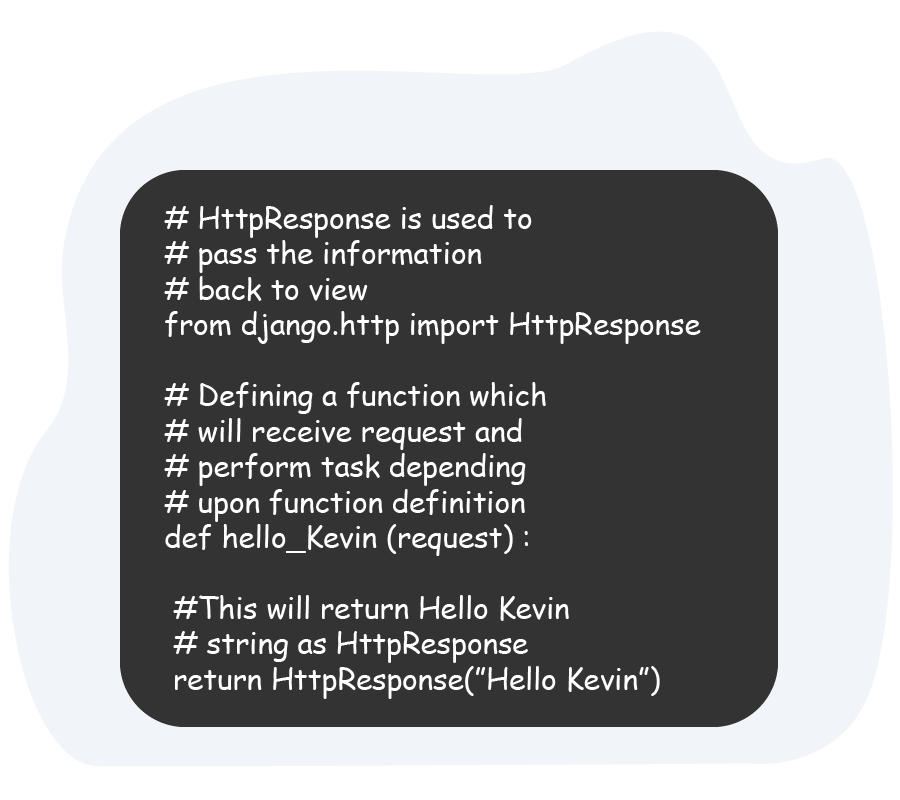 # HttpResponse is used to
# pass the information
# back to view
from django.http import HttpResponse
# Defining a function which
# will receive request and
# perform task depending
# upon function definition
def hello_Kevin (request) :
#This will return Hello Kevin
# string as HttpResponse
return HttpResponse(”Hello Kevin”)